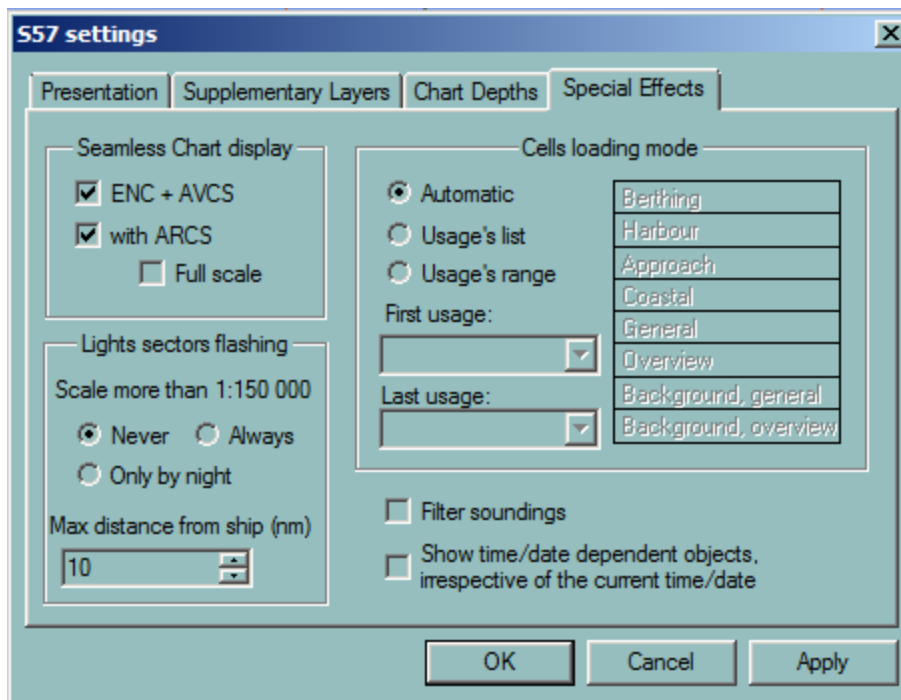 S57 settings
Presentation
Supplementary Layers
Chart Depths
Special Effects
Seamless Chart display
ENC + AVCS
with ARCS
Full scale
Lights sectors flashing
Scale more than 1:150 000
Never
Always
Only by night
Max distance from ship (nm)
10
Cells loading mode
Automatic
Usage's list
Usage's range
First usage:
Last usage:
Berthing
Harbour
Approach
Coastal
General
Overview
Background, general
Background, overview
Filter soundings
Show time/date dependent objects,
irrespective of the current time/date
OK
Cancel
Apply